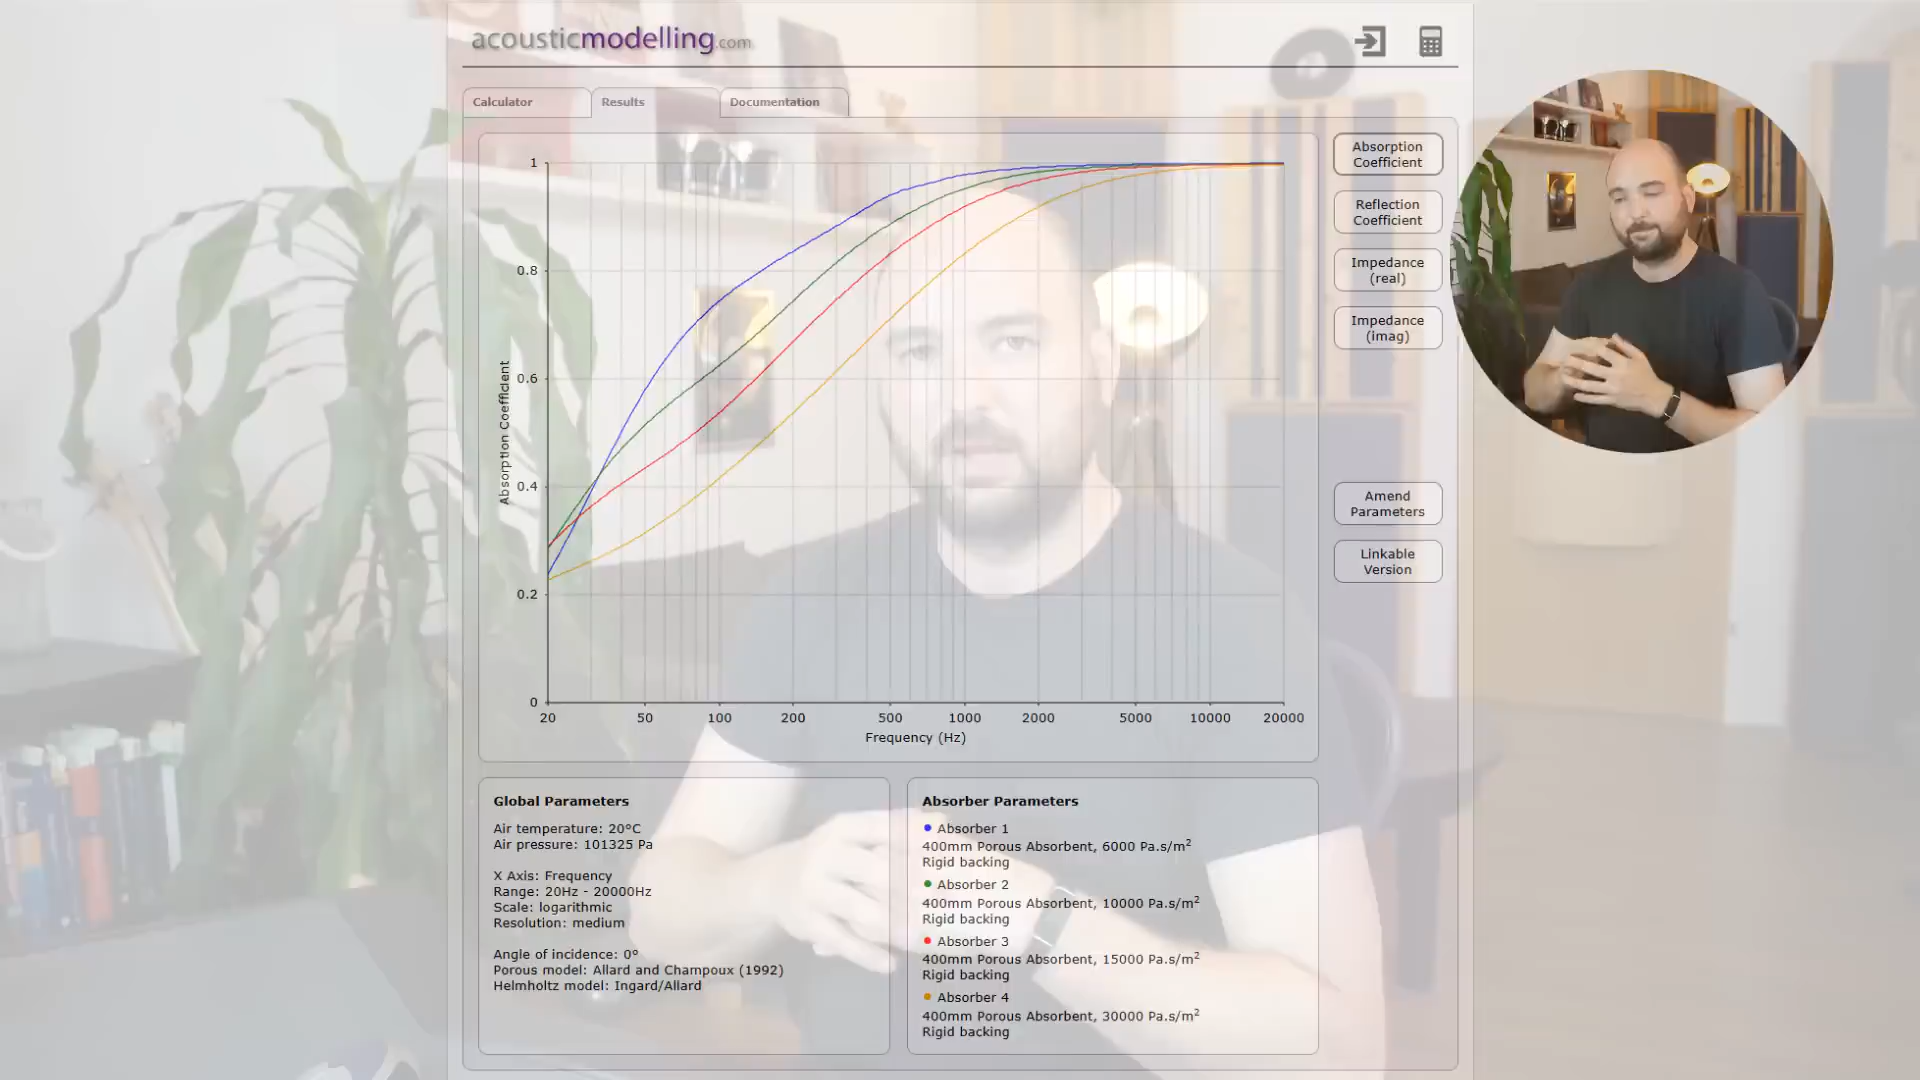 acousticmodelling.com
Calculator
Results
Documentation
Absorption
Coefficient
Reflection
Coefficient
Impedance
(real)
Impedance
(imag)
Amend
Parameters
Linkable
Version
Absorption Coefficient
1
0.8
0.6
0.4
0.2
0
20 50 100 200 500 1000 2000 5000 10000 20000
Frequency (Hz)
Global Parameters
Air temperature: 20°C
Air pressure: 101325 Pa
X Axis: Frequency
Range: 20Hz - 20000Hz
Scale: logarithmic
Resolution: medium
Angle of incidence: 0°
Porous model: Allard and Champoux (1992)
Helmholtz model: Ingard/Allard
Absorber Parameters
Absorber 1
400mm Porous Absorbent, 6000 Pa.s/m²
Rigid backing
Absorber 2
400mm Porous Absorbent, 10000 Pa.s/m²
Rigid backing
Absorber 3
400mm Porous Absorbent, 15000 Pa.s/m²
Rigid backing
Absorber 4
400mm Porous Absorbent, 30000 Pa.s/m²
Rigid backing